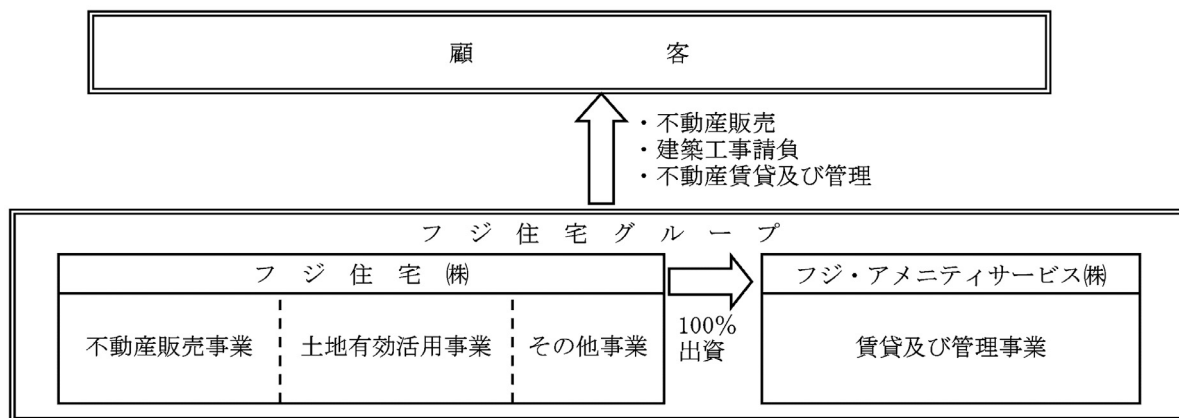 顧客
・不動産販売
・建築工事請負
・不動産賃貸及び管理
フジ住宅グループ
フジ住宅㈱
フジ・アメニティサービス㈱
100%
出資
不動産販売事業
土地有効活用事業
その他事業
賃貸及び管理事業